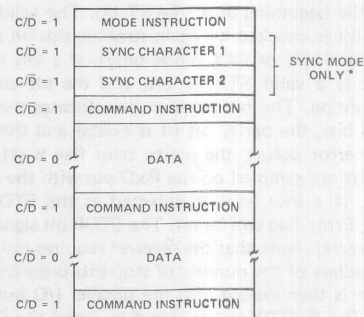 C/D̅ = 1 MODE INSTRUCTION
C/D̅ = 1 SYNC CHARACTER 1
SYNC MODE
ONLY *
C/D̅ = 1 SYNC CHARACTER 2
C/D̅ = 1 COMMAND INSTRUCTION
C/D̅ = 0 DATA
C/D̅ = 1 COMMAND INSTRUCTION
C/D̅ = 0 DATA
C/D̅ = 1 COMMAND INSTRUCTION